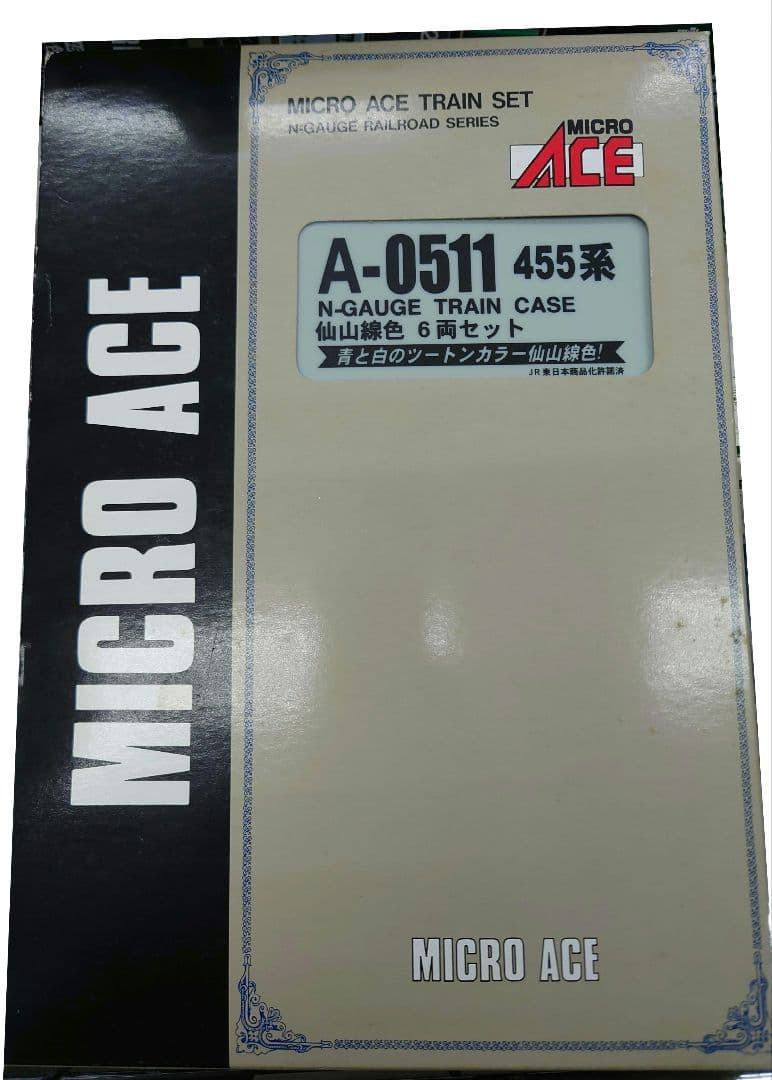 MICRO ACE
MICRO ACE TRAIN SET
N-GAUGE RAILROAD SERIES
MICRO
ACE
A-0511 455系
N-GAUGE TRAIN CASE
仙山線色 6両セット
青と白のツートンカラー仙山線色!
JR東日本商品化許諾済
MICRO ACE